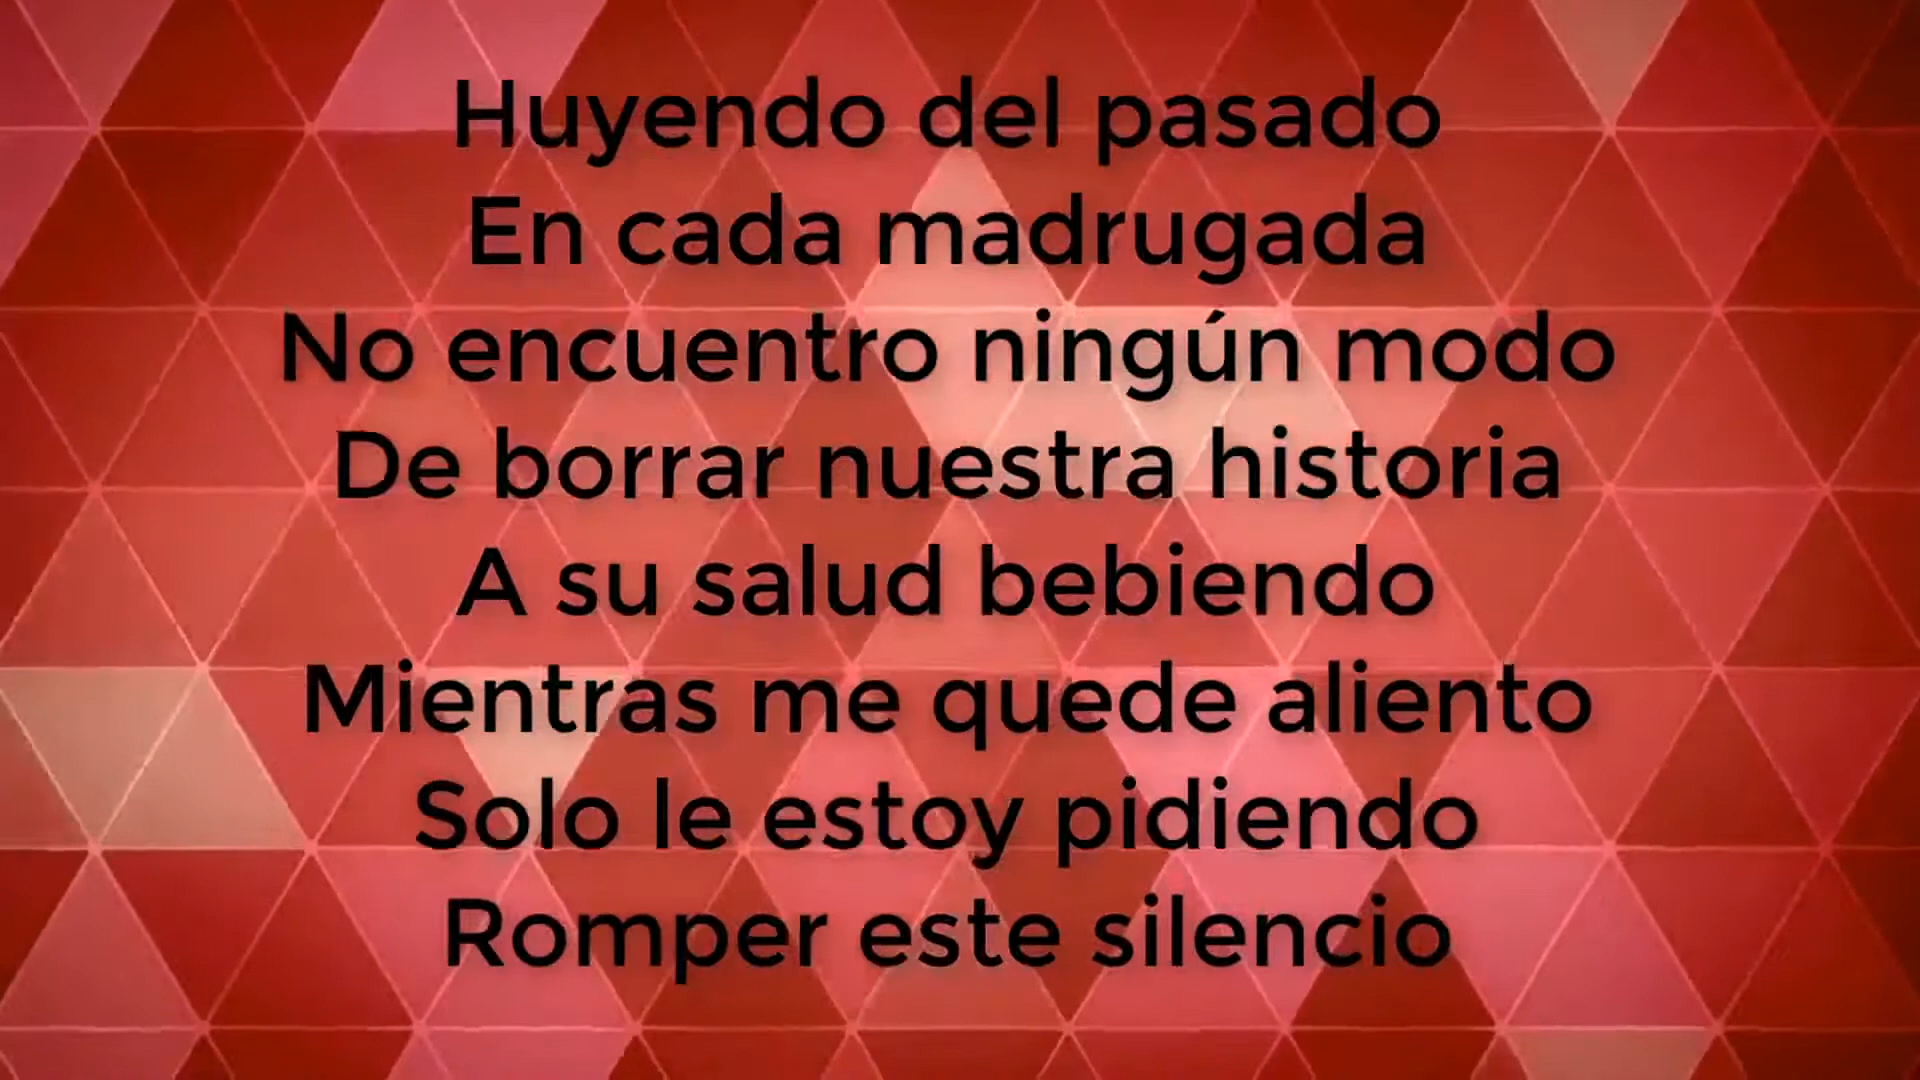 Huyendo del pasado
En cada madrugada
No encuentro ningún modo
De borrar nuestra historia
A su salud bebiendo
Mientras me quede aliento
Solo le estoy pidiendo
Romper este silencio